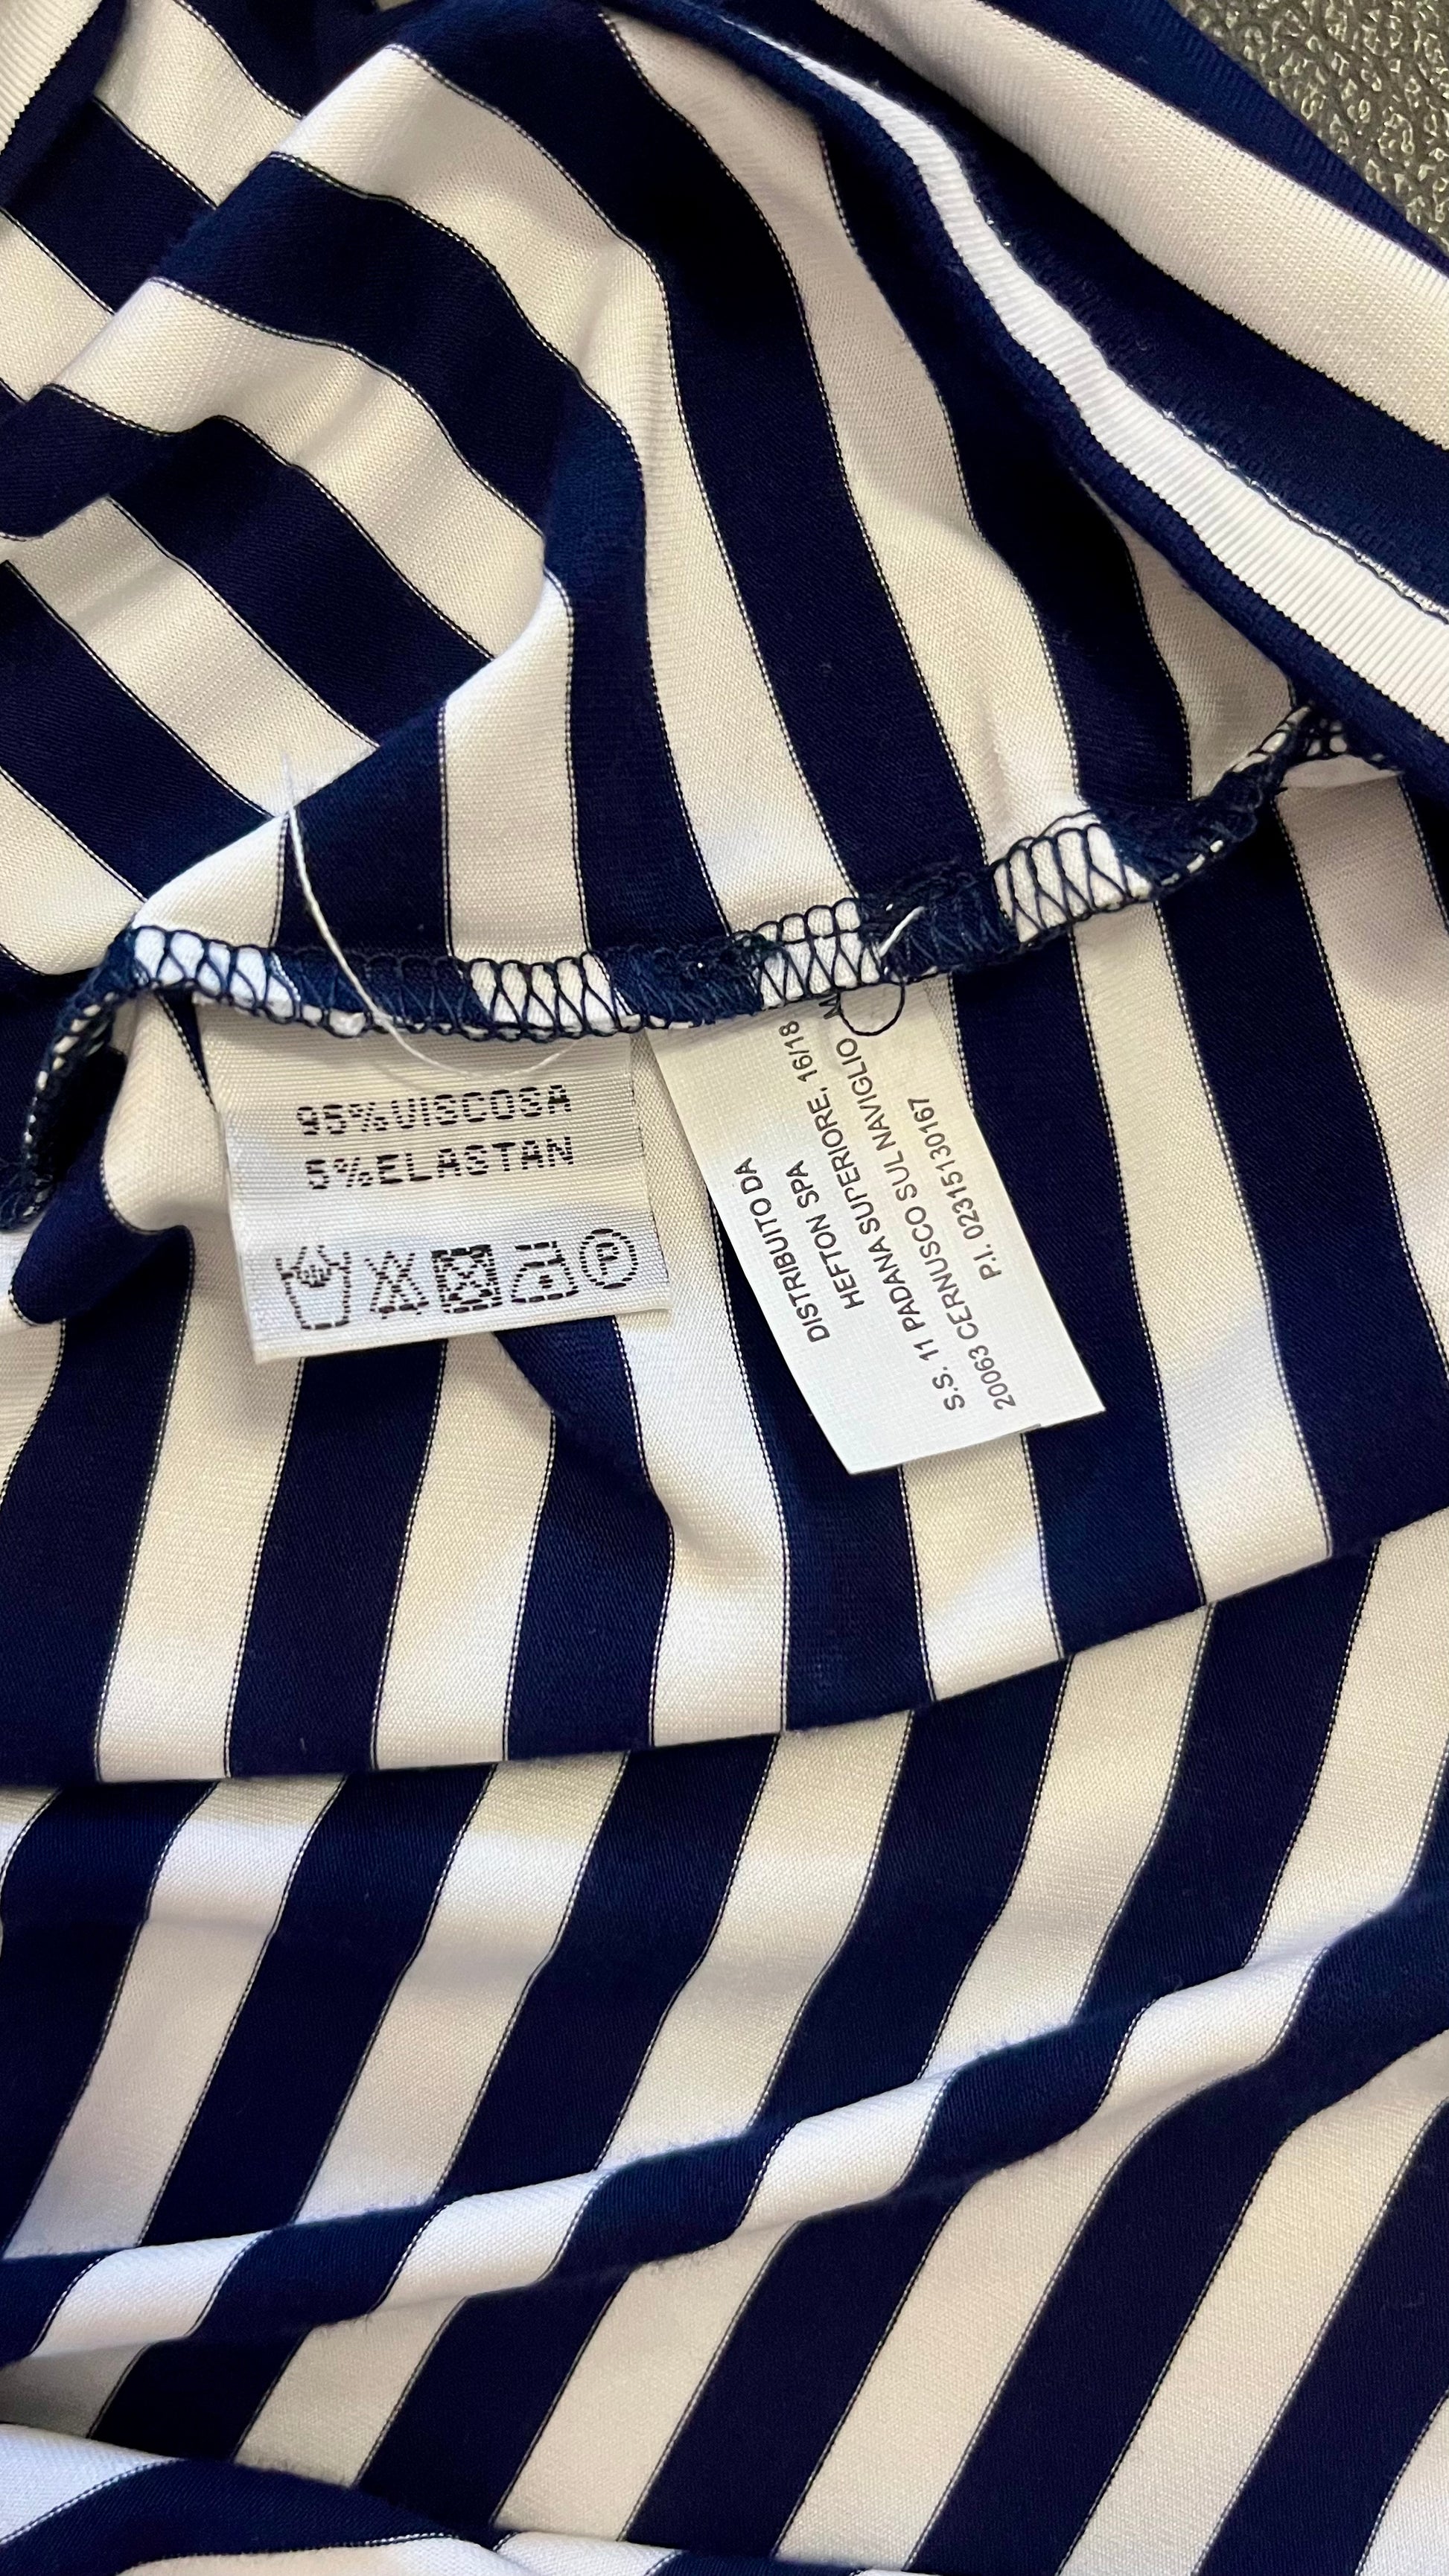 95%VISCOSA
5%ELASTAN
P
DISTRIBUITO DA
HEFTON SPA
S.S. 11 PADANA SUPERIORE, 16/18
20063 CERNUSCO SUL NAVIGLIO
P.I. 02315130167